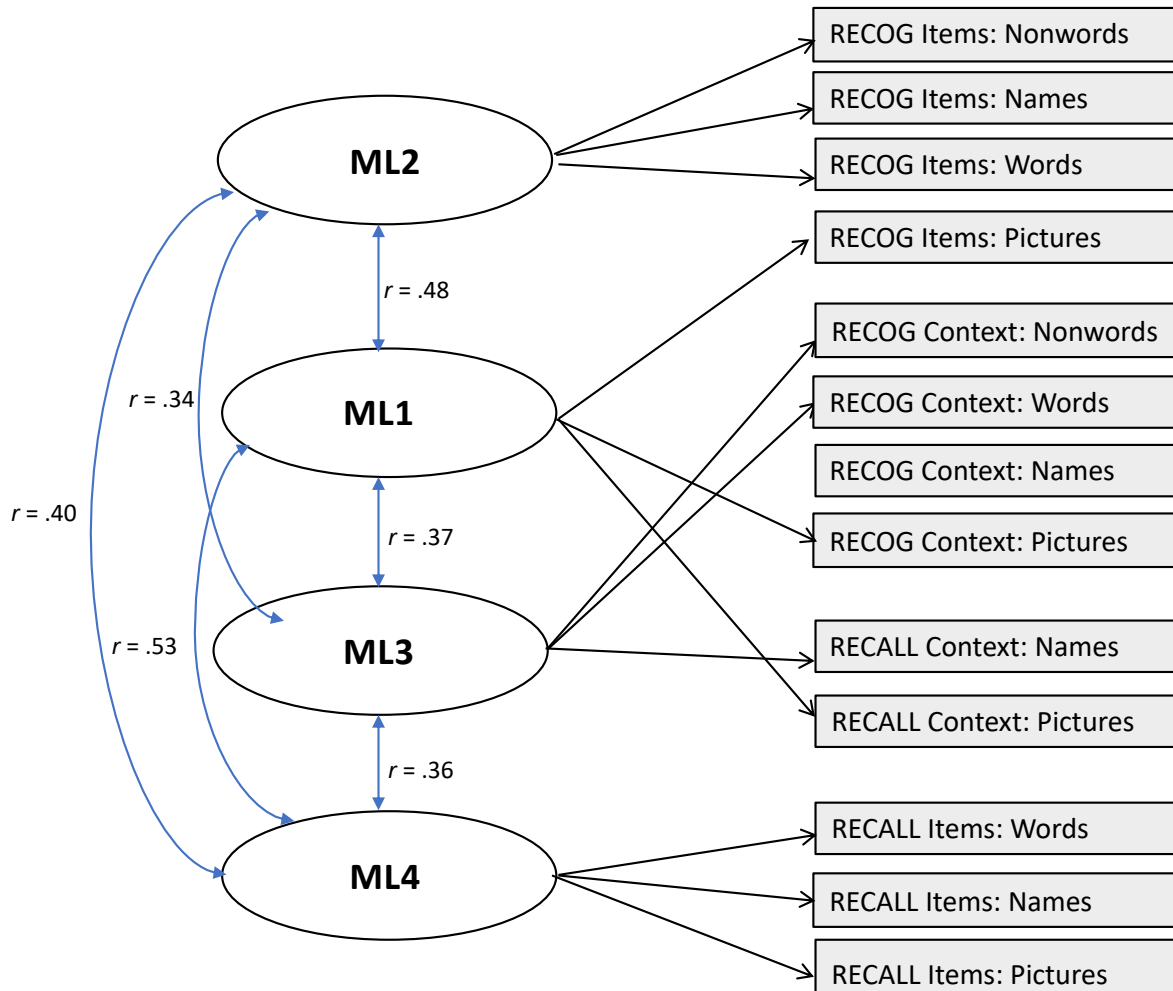 RECOG Items: Nonwords
RECOG Items: Names
RECOG Items: Words
RECOG Items: Pictures
RECOG Context: Nonwords
RECOG Context: Words
RECOG Context: Names
RECOG Context: Pictures
RECALL Context: Names
RECALL Context: Pictures
RECALL Items: Words
RECALL Items: Names
RECALL Items: Pictures
ML2
r = .48
ML1
r = .34
r = .40
r = .37
r = .53
ML3
r = .36
ML4